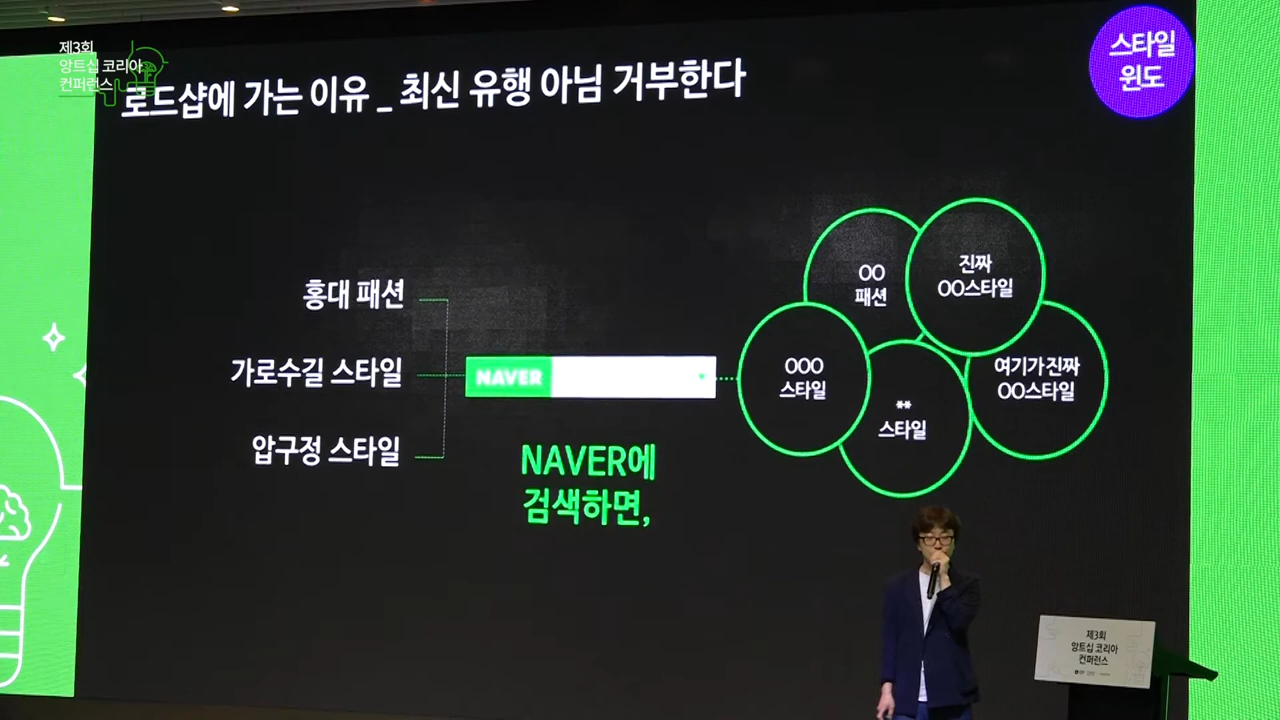 제3회
앙트십 코리아
컨퍼런스
로드샵에 가는 이유 _ 최신 유행 아님 거부한다
스타일
윈도
홍대 패션
가로수길 스타일
압구정 스타일
NAVER
NAVER에
검색하면,
OO
패션
진짜
OO스타일
OOO
스타일
**
스타일
여기가 진짜
OO스타일
제3회
앙트십 코리아
컨퍼런스